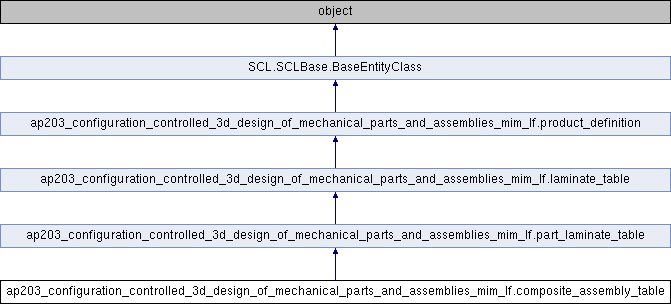 object
SCL.SCLBase.BaseEntityClass
ap203_configuration_controlled_3d_design_of_mechanical_parts_and_assemblies_mim_lf.product_definition
ap203_configuration_controlled_3d_design_of_mechanical_parts_and_assemblies_mim_lf.laminate_table
ap203_configuration_controlled_3d_design_of_mechanical_parts_and_assemblies_mim_lf.part_laminate_table
ap203_configuration_controlled_3d_design_of_mechanical_parts_and_assemblies_mim_lf.composite_assembly_table